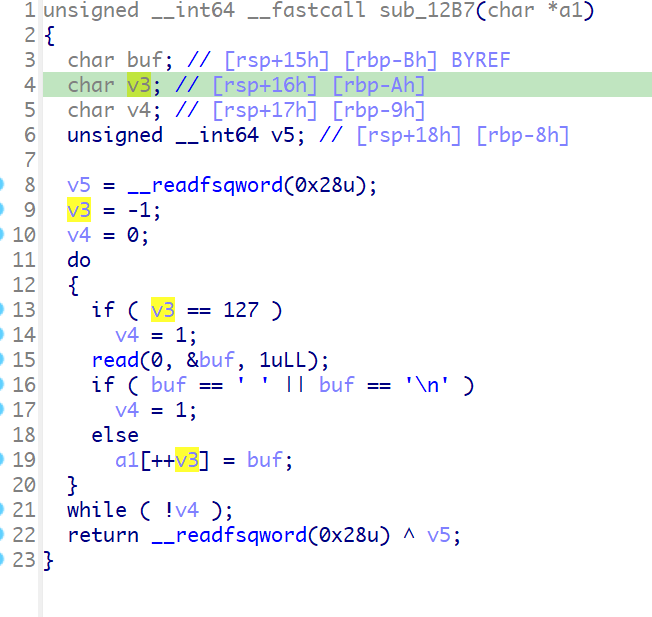 1 unsigned __int64 __fastcall sub_12B7(char *a1)
2 {
3   char buf; // [rsp+15h] [rbp-Bh] BYREF
4   char v3; // [rsp+16h] [rbp-Ah]
5   char v4; // [rsp+17h] [rbp-9h]
6   unsigned __int64 v5; // [rsp+18h] [rbp-8h]
7
8   v5 = __readfsqword(0x28u);
9   v3 = -1;
10   v4 = 0;
11   do
12   {
13     if ( v3 == 127 )
14       v4 = 1;
15     read(0, &buf, 1uLL);
16     if ( buf == ' ' || buf == '\n' )
17       v4 = 1;
18     else
19       a1[++v3] = buf;
20   }
21   while ( !v4 );
22   return __readfsqword(0x28u) ^ v5;
23 }